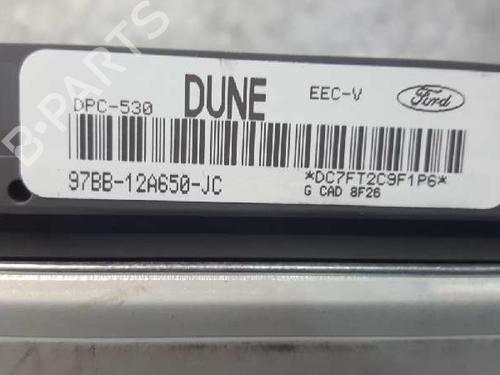 DPC-530 DUNE EEC-V Ford
97BB-12A650-JC *DC7FT2C9F1P6*
G CAD 8F26
B-PARTS